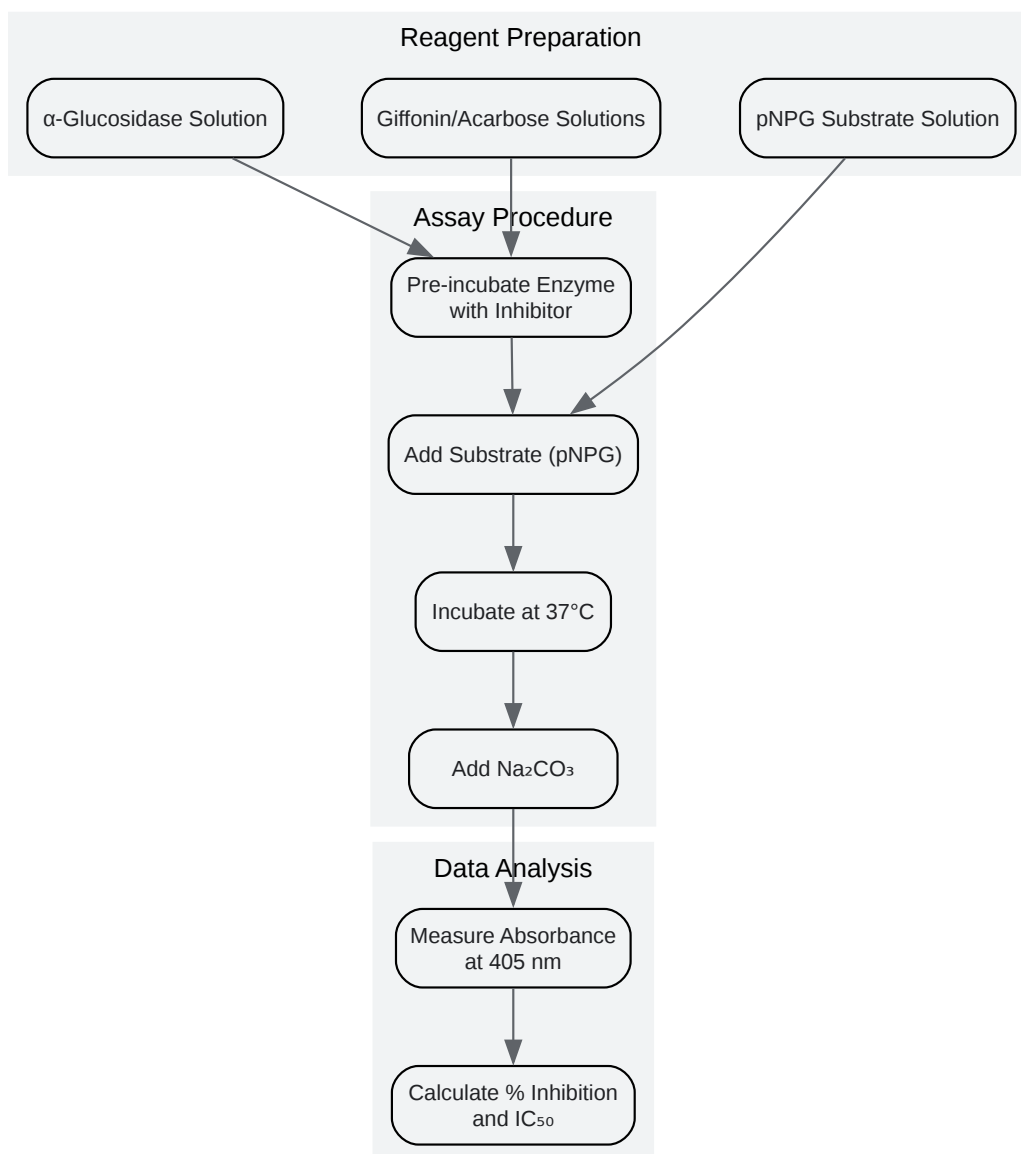 Reagent Preparation
α-Glucosidase Solution
Giffonin/Acarbose Solutions
pNPG Substrate Solution
Assay Procedure
Pre-incubate Enzyme
with Inhibitor
Add Substrate (pNPG)
Incubate at 37°C
Add Na₂CO₃
Data Analysis
Measure Absorbance
at 405 nm
Calculate % Inhibition
and IC₅₀